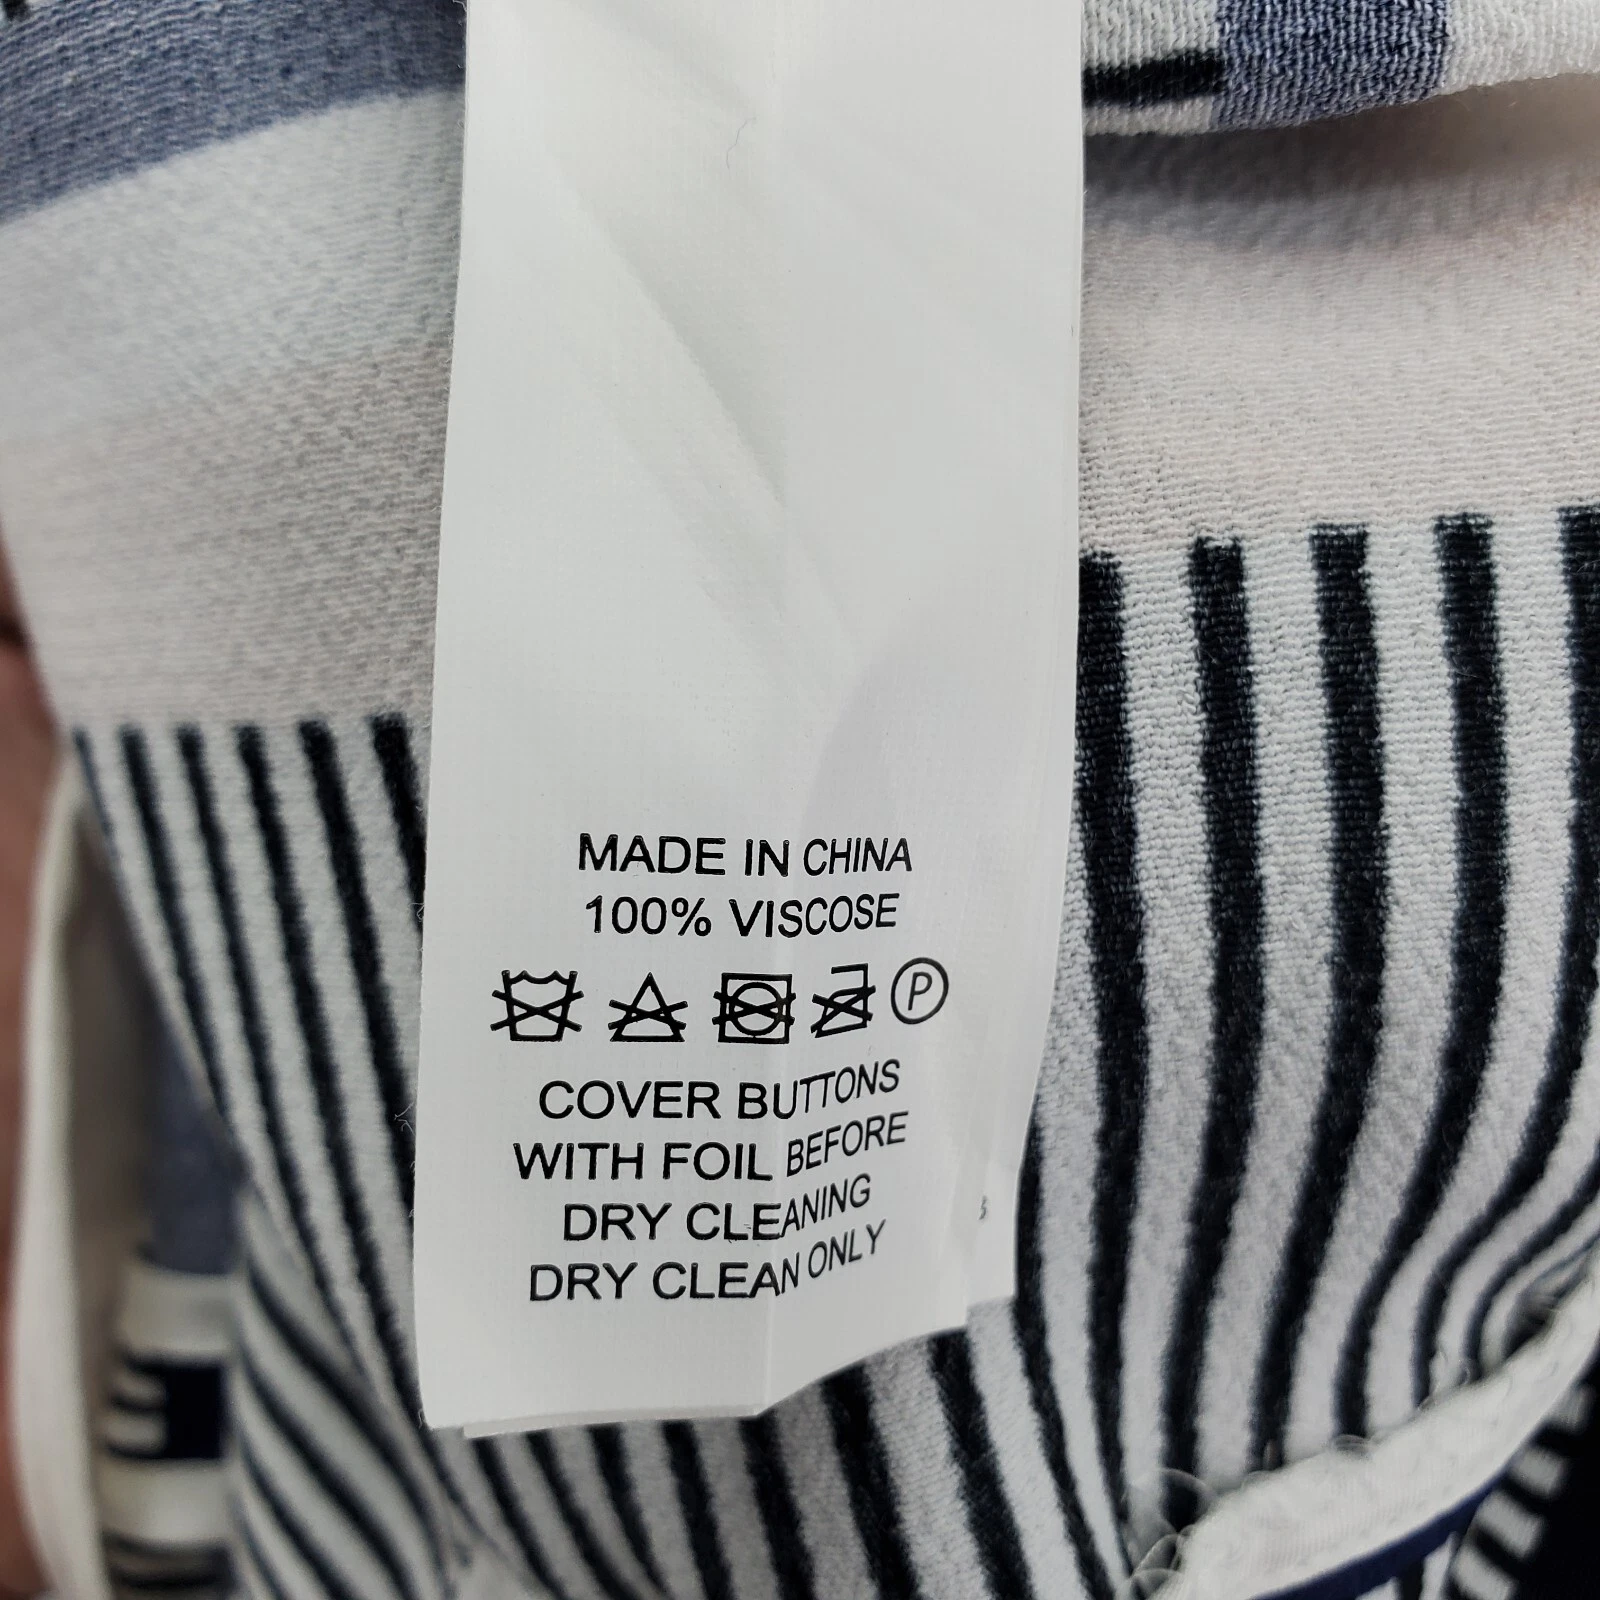 MADE IN CHINA
100% VISCOSE
P
COVER BUTTONS
WITH FOIL BEFORE
DRY CLEANING
DRY CLEAN ONLY